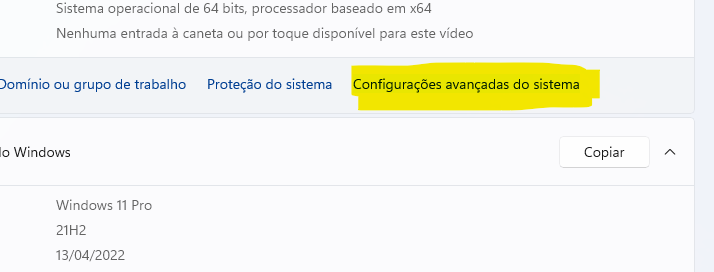 Sistema operacional de 64 bits, processador baseado em x64
Nenhuma entrada à caneta ou por toque disponível para este vídeo
Domínio ou grupo de trabalho Proteção do sistema Configurações avançadas do sistema
do Windows Copiar
Windows 11 Pro
21H2
13/04/2022